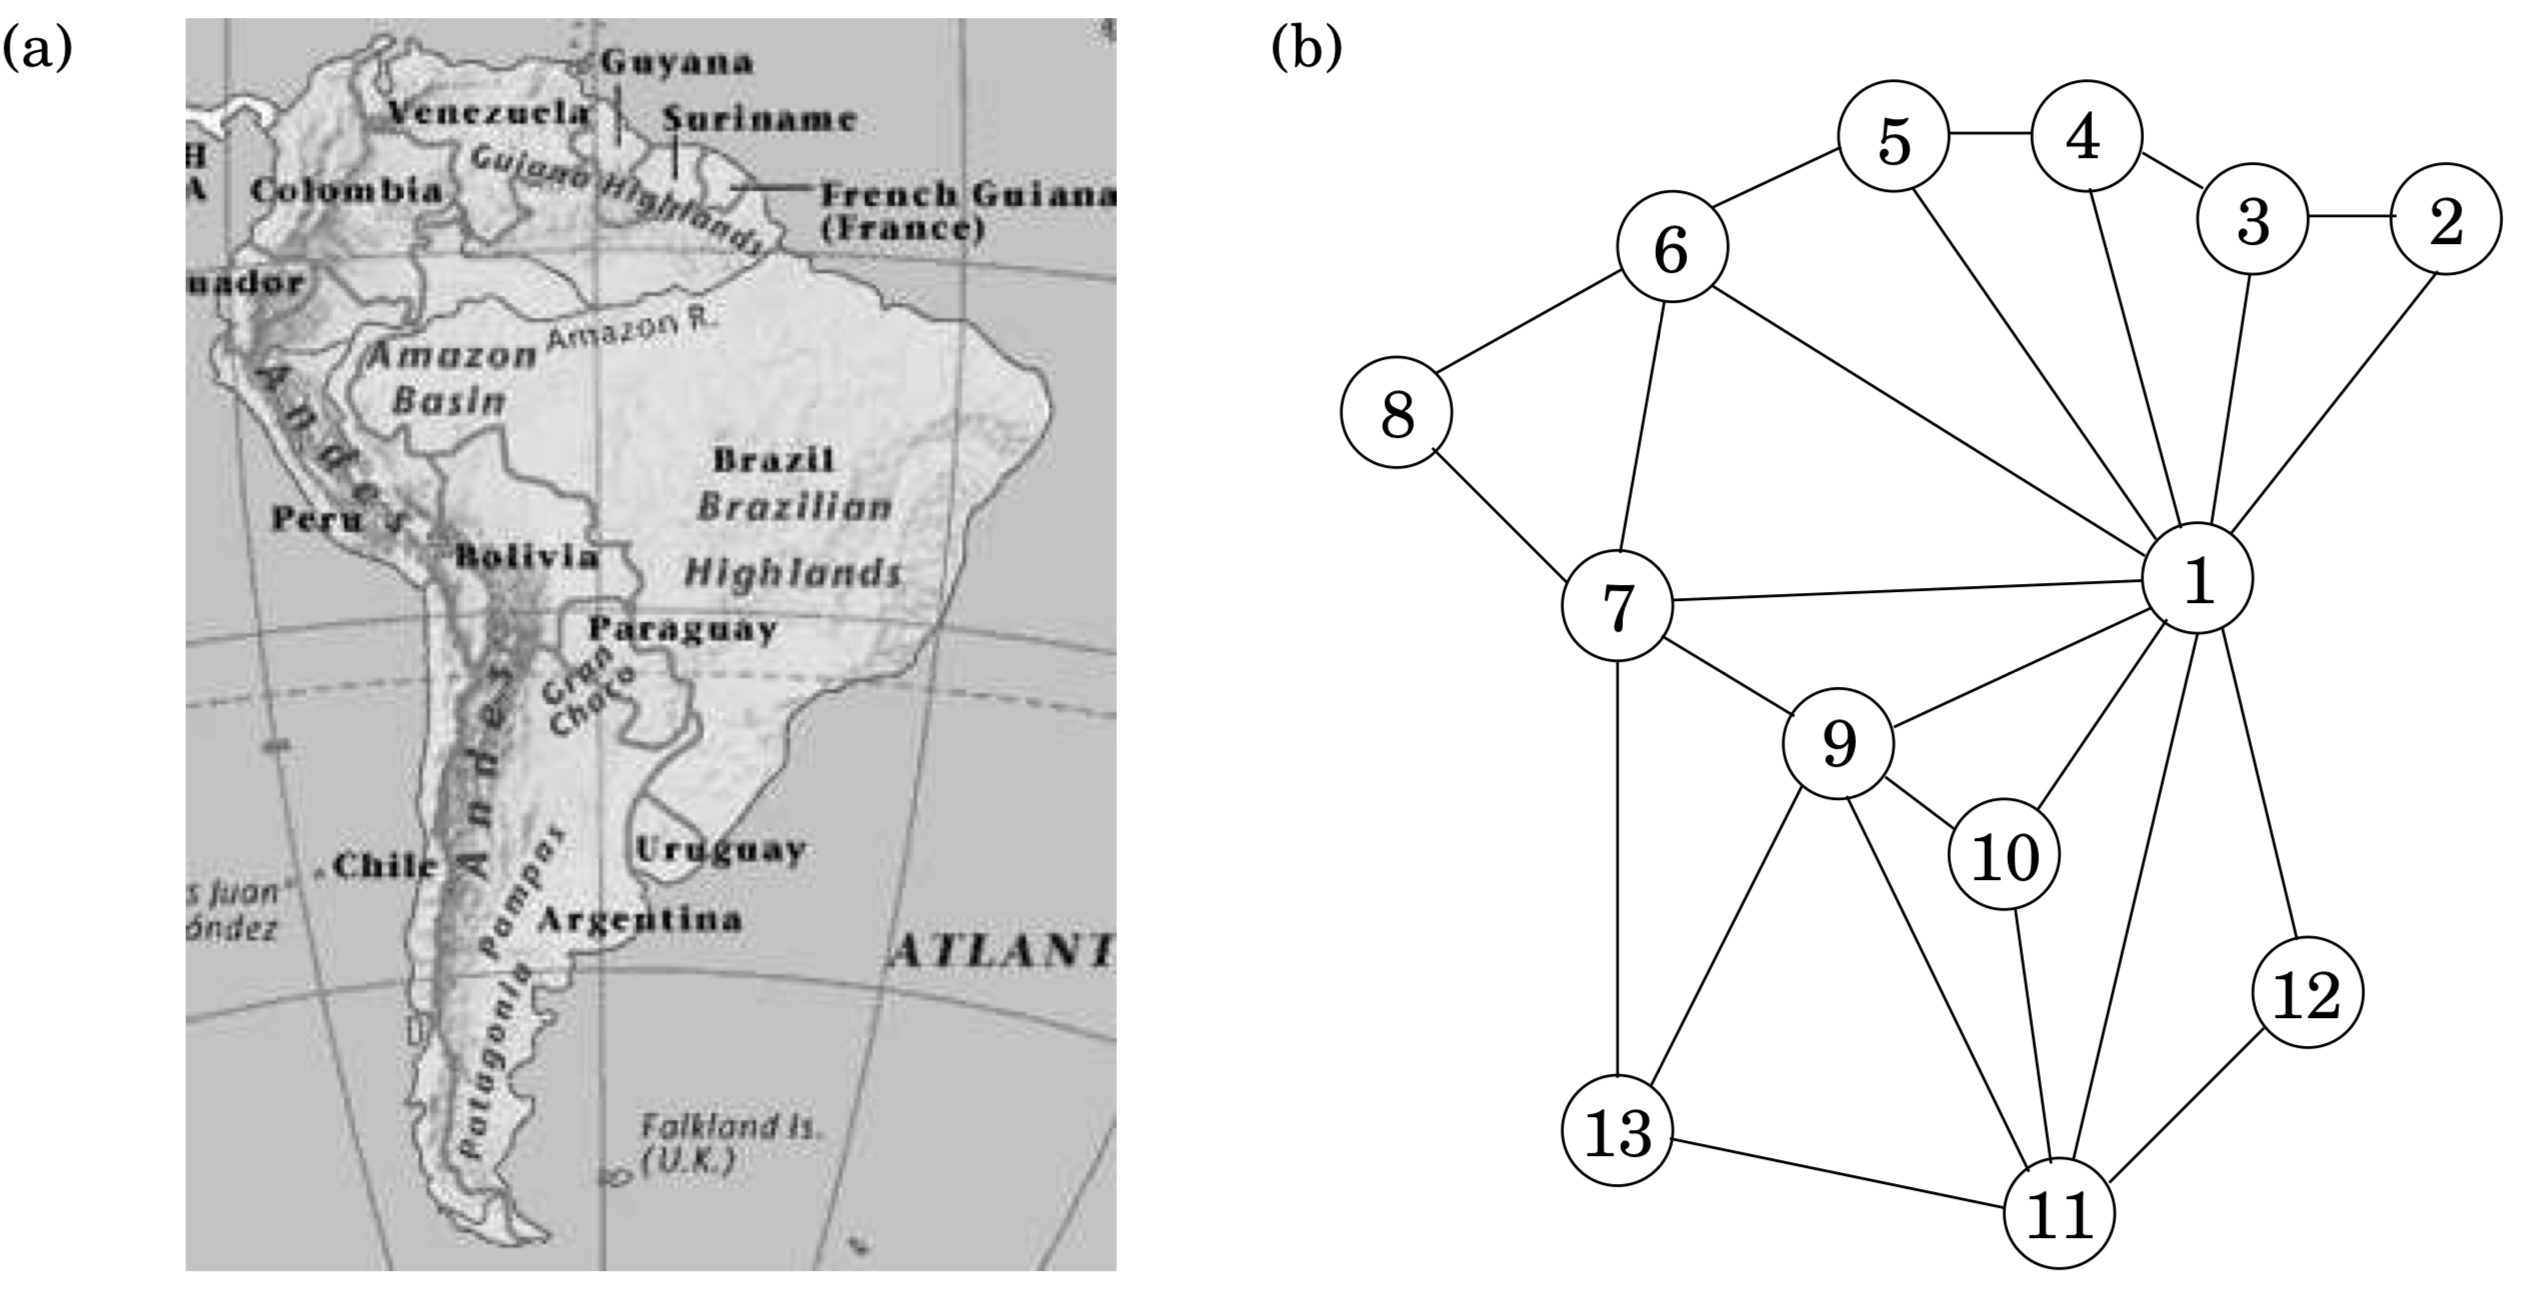 (a)
Guyana
Venezuela
Suriname
H
A
Guiana Highlands
Colombia
French Guiana
(France)
uador
Amazon R.
Amazon
Basin
Andes
Brazil
Brazilian
Highlands
Peru
Bolivia
Paraguay
Gran
Chaco
Andes
Chile
Uruguay
s Juan
ández
Pampas
Argentina
ATLANT
Patagonia
Falkland Is.
(U.K.)
(b)
5
4
3
2
6
8
1
7
9
10
12
13
11